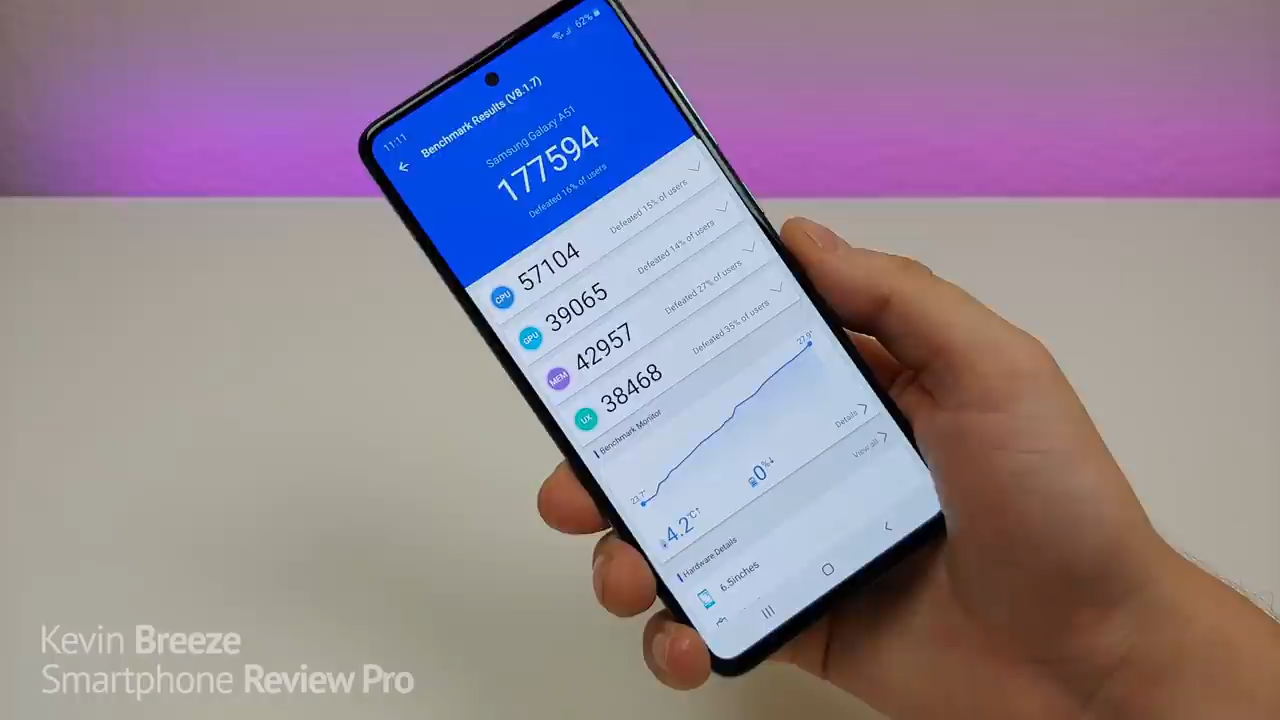 11:11
62%
Benchmark Results (V8.1.7)
Samsung Galaxy A51
177594
Defeated 16% of users
CPU 57104 Defeated 15% of users
GPU 39065 Defeated 14% of users
MEM 42957 Defeated 27% of users
UX 38468 Defeated 35% of users
Benchmark Monitor
27.9°
23.7°
4.2°C↑
0%↓
Details
View all
Hardware Details
6.5inches
Kevin Breeze
Smartphone Review Pro